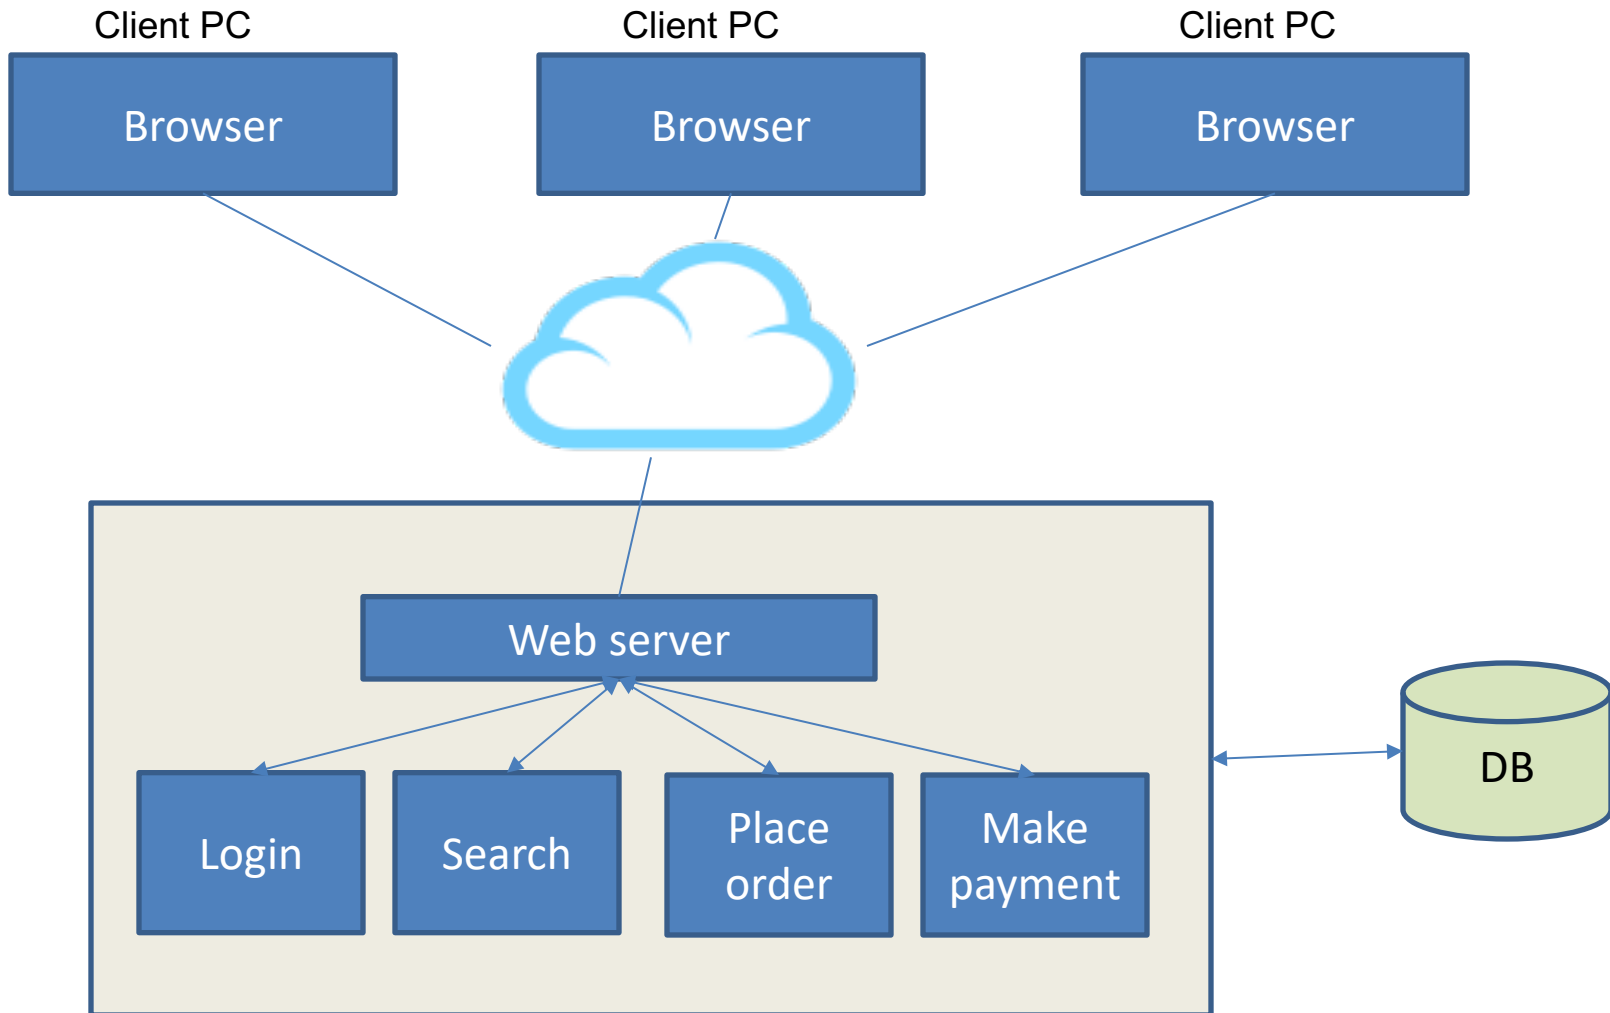 Client PC
Client PC
Client PC
Browser
Browser
Browser
Web server
Login
Search
Place
order
Make
payment
DB